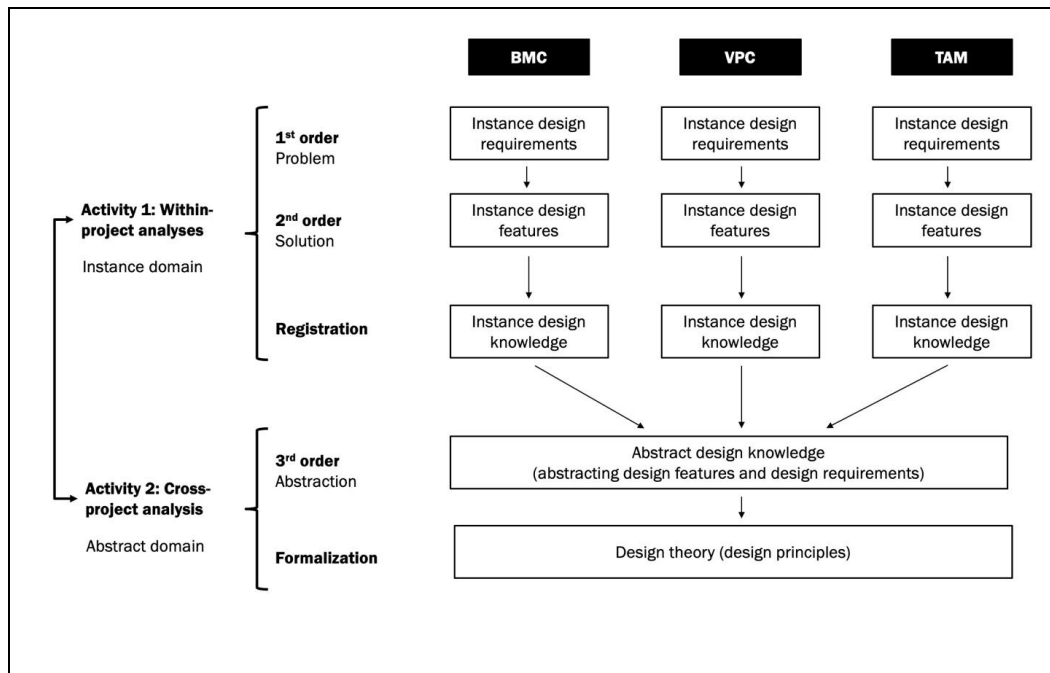 BMC
VPC
TAM
1st order
Problem
Instance design
requirements
Instance design
requirements
Instance design
requirements
Activity 1: Within-
project analyses
Instance domain
2nd order
Solution
Instance design
features
Instance design
features
Instance design
features
Registration
Instance design
knowledge
Instance design
knowledge
Instance design
knowledge
Activity 2: Cross-
project analysis
Abstract domain
3rd order
Abstraction
Abstract design knowledge
(abstracting design features and design requirements)
Formalization
Design theory (design principles)